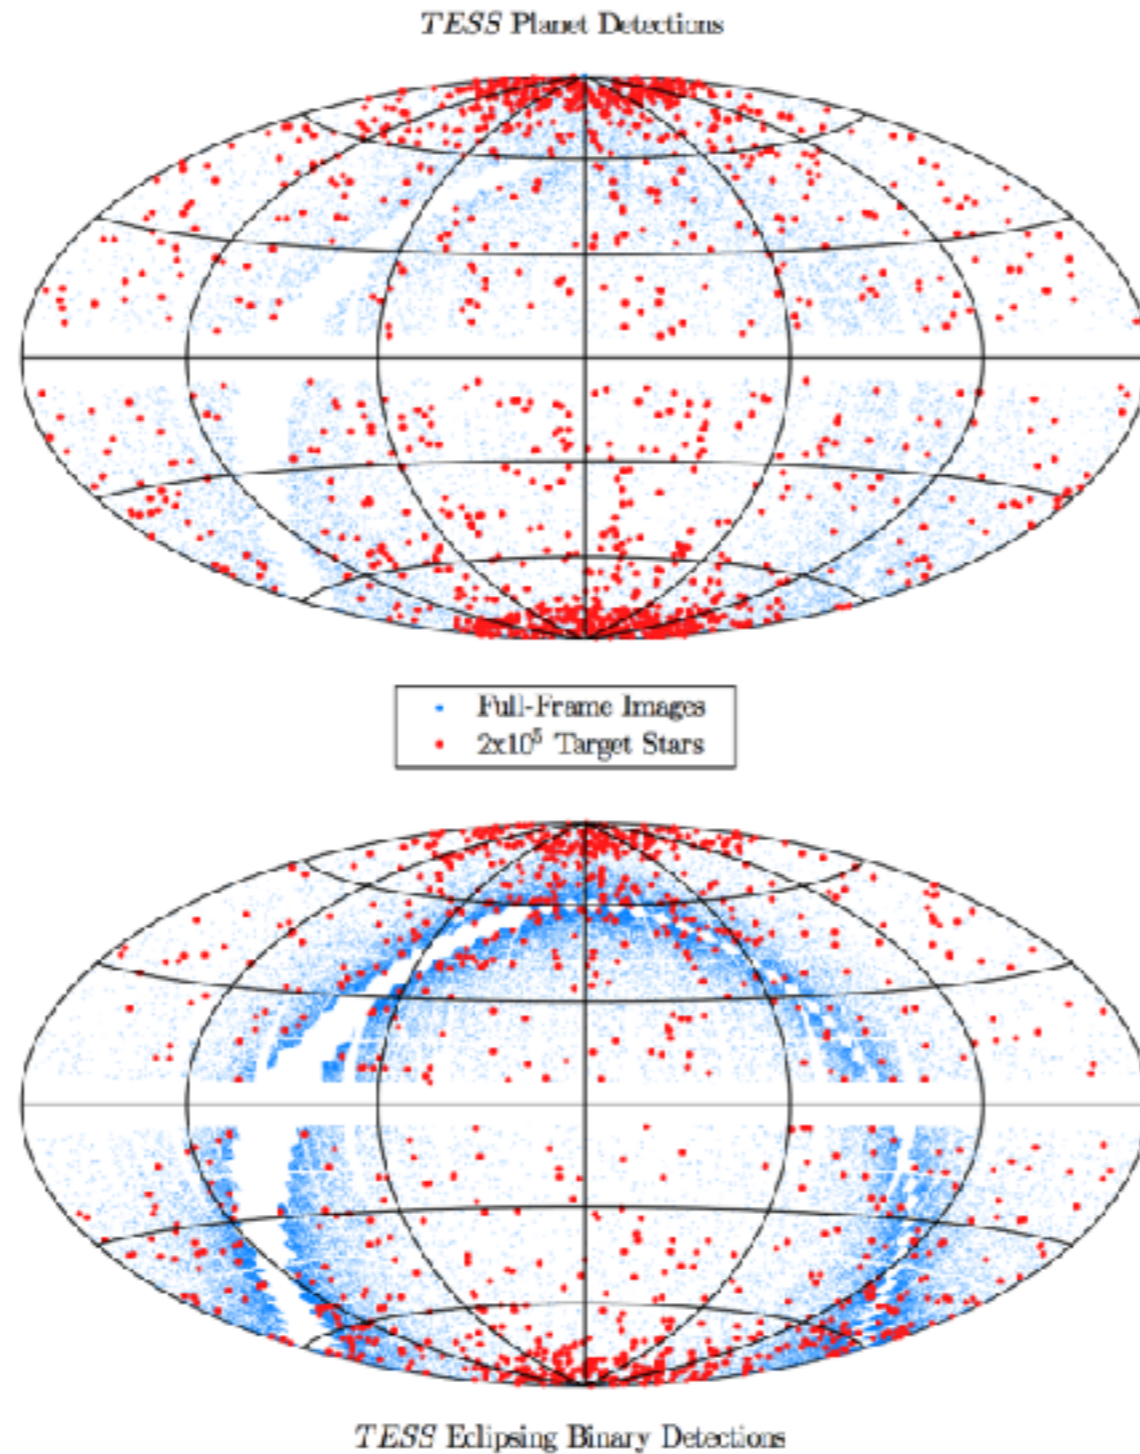 TESS Planet Detections
Full-Frame Images
2x10⁵ Target Stars
TESS Eclipsing Binary Detections